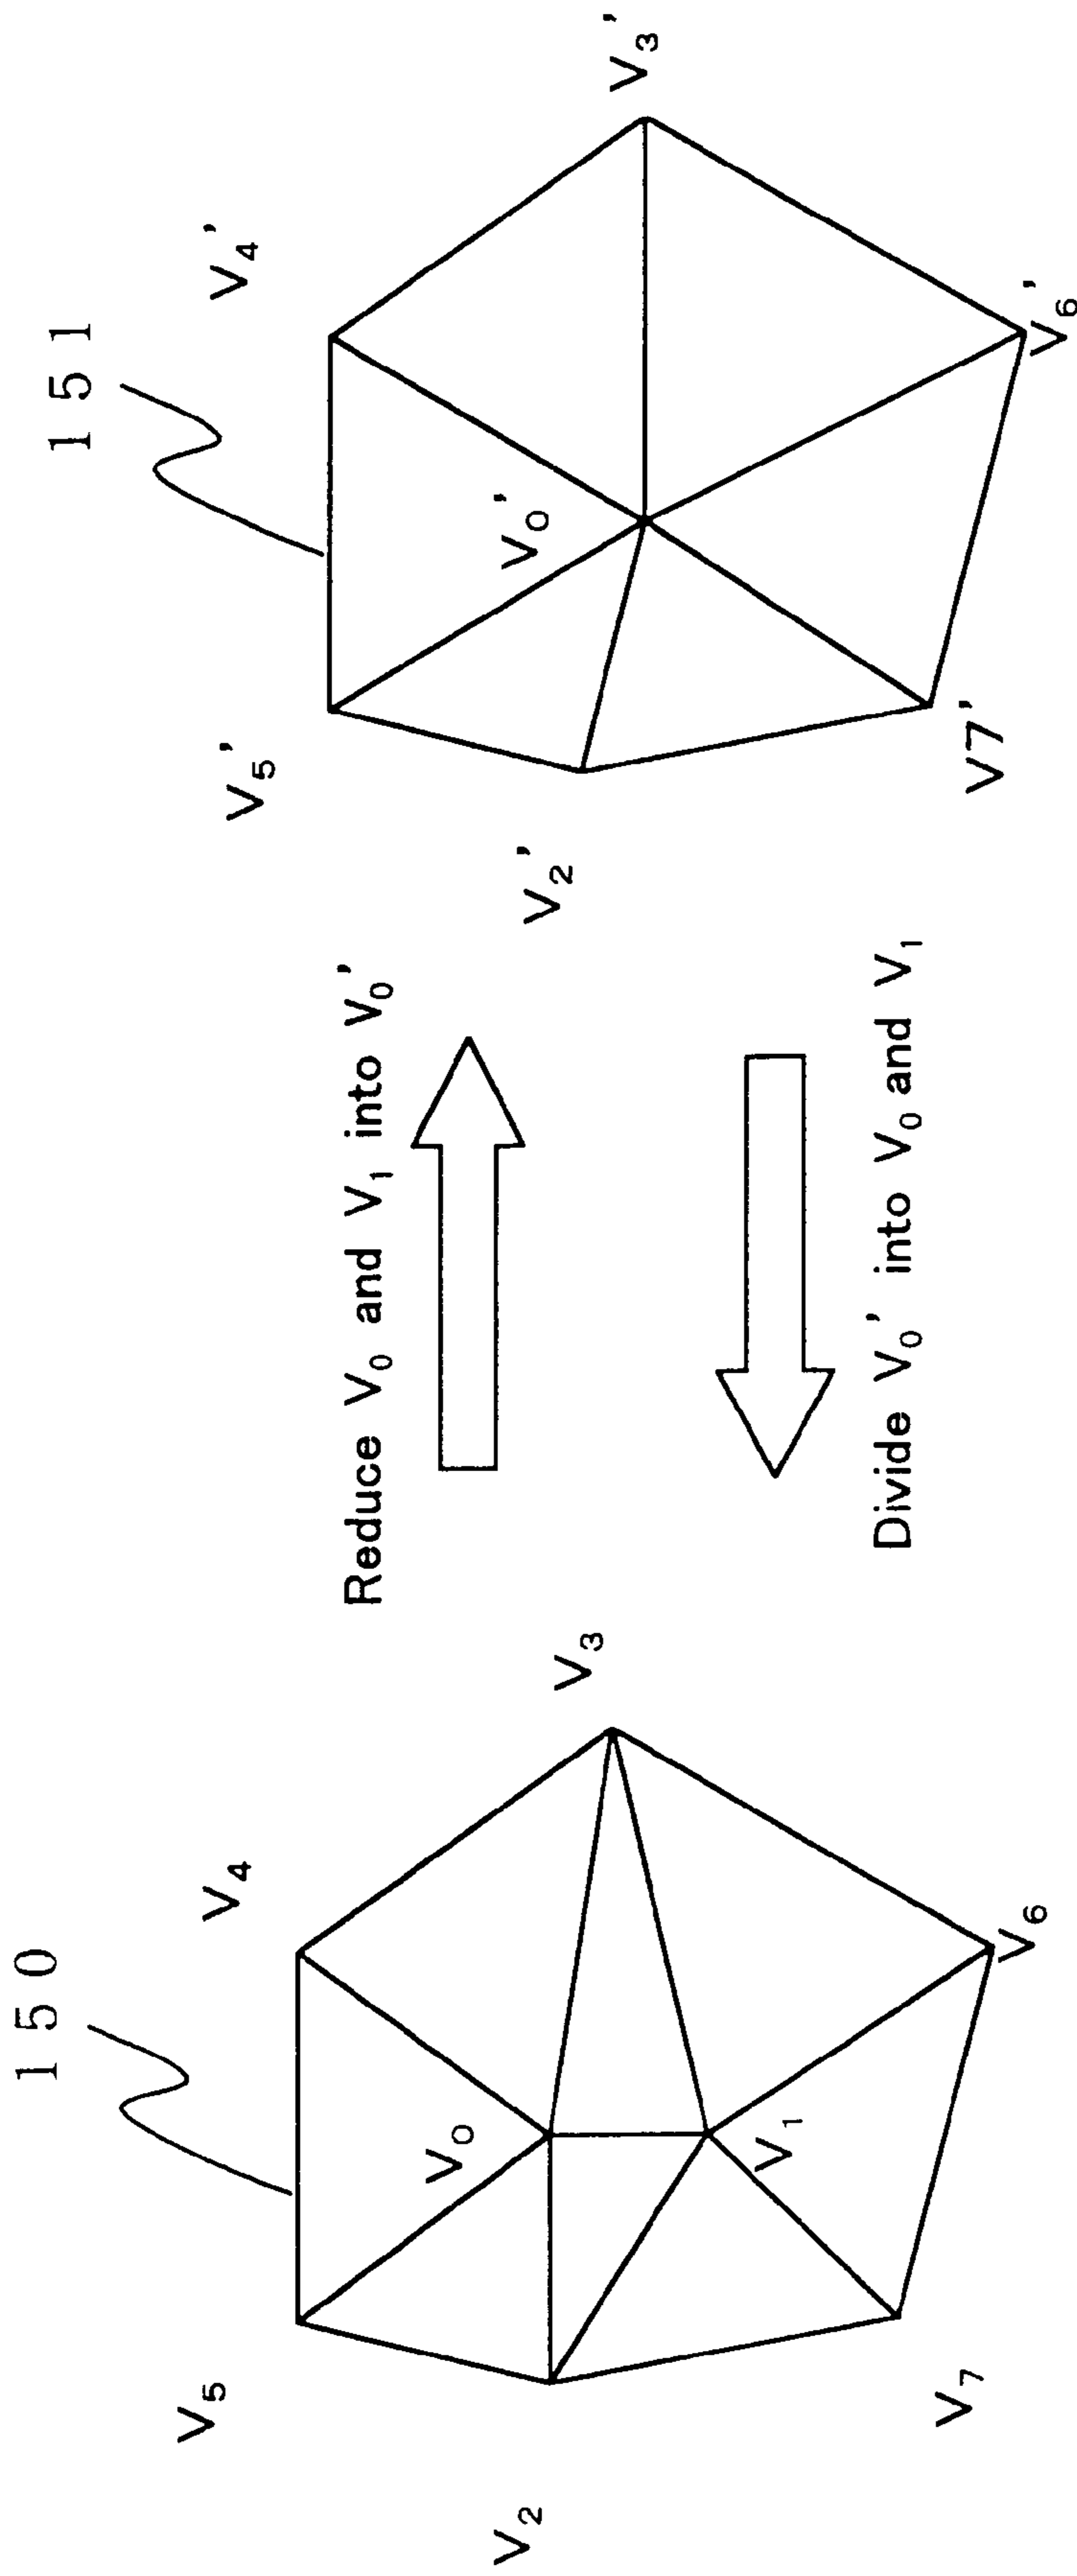 150
V₄
V₅
V₀
V₃
V₂
V₁
V₇
V₆
Reduce V₀ and V₁ into V₀'
Divide V₀' into V₀ and V₁
151
V₄'
V₅'
V₀'
V₃'
V₂'
V7'
V₆'